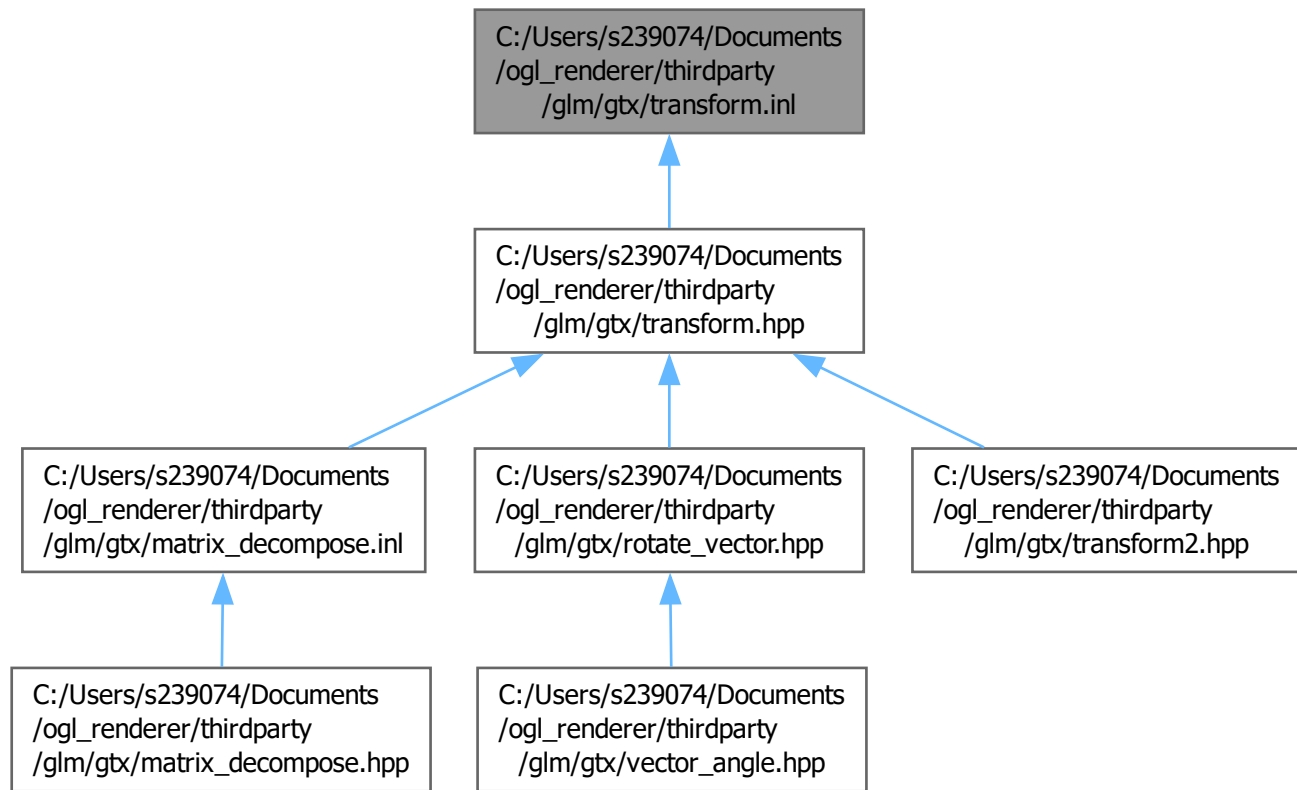 C:/Users/s239074/Documents
/ogl_renderer/thirdparty
/glm/gtx/transform.inl
C:/Users/s239074/Documents
/ogl_renderer/thirdparty
/glm/gtx/transform.hpp
C:/Users/s239074/Documents
/ogl_renderer/thirdparty
/glm/gtx/matrix_decompose.inl
C:/Users/s239074/Documents
/ogl_renderer/thirdparty
/glm/gtx/rotate_vector.hpp
C:/Users/s239074/Documents
/ogl_renderer/thirdparty
/glm/gtx/transform2.hpp
C:/Users/s239074/Documents
/ogl_renderer/thirdparty
/glm/gtx/matrix_decompose.hpp
C:/Users/s239074/Documents
/ogl_renderer/thirdparty
/glm/gtx/vector_angle.hpp